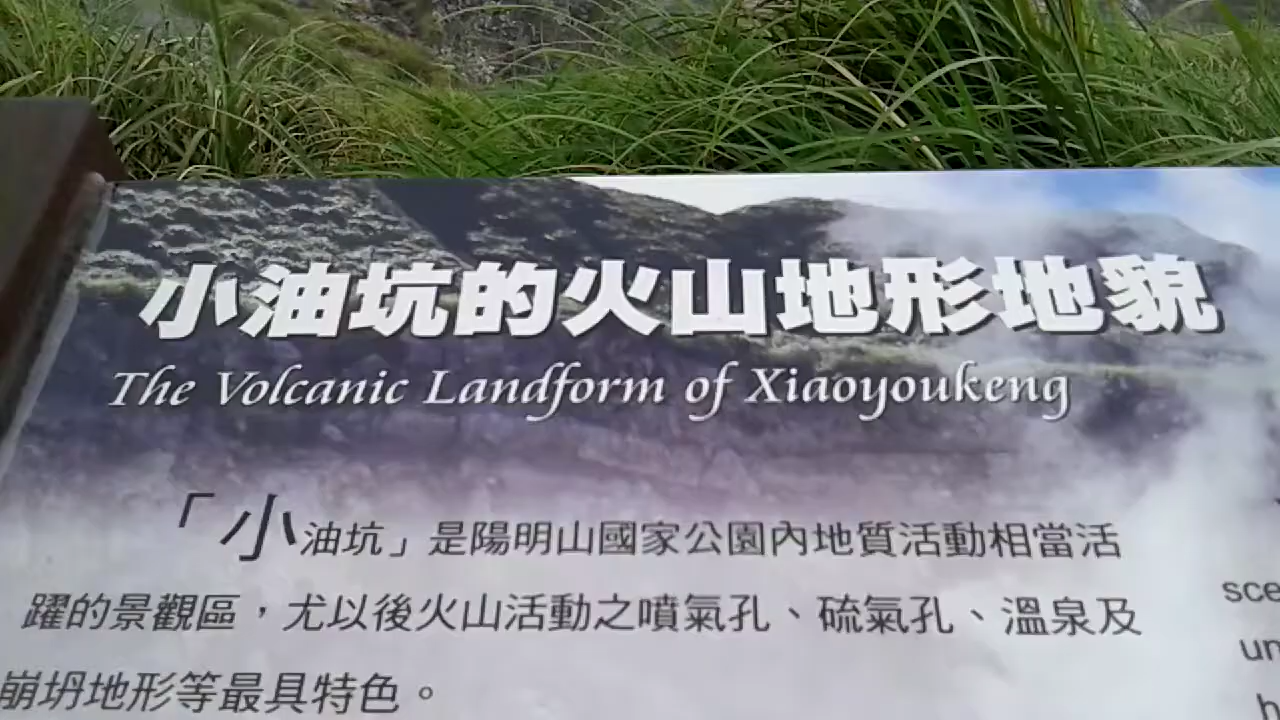 小油坑的火山地形地貌
The Volcanic Landform of Xiaoyoukeng
「小油坑」是陽明山國家公園內地質活動相當活
躍的景觀區，尤以後火山活動之噴氣孔、硫氣孔、溫泉及
崩坍地形等最具特色。